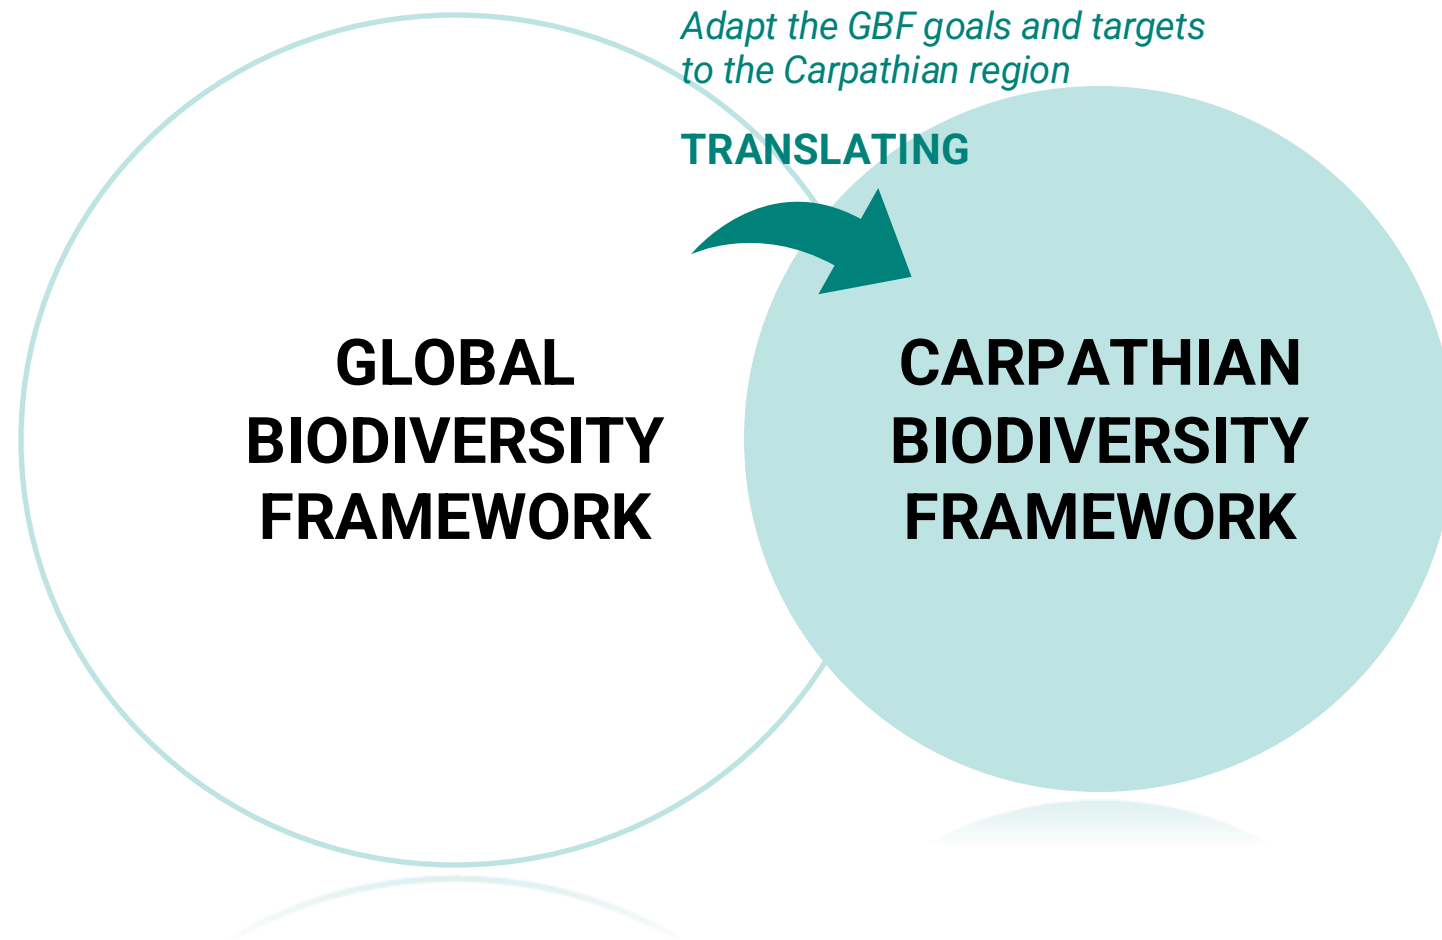 Adapt the GBF goals and targets
to the Carpathian region
TRANSLATING
GLOBAL
BIODIVERSITY
FRAMEWORK
CARPATHIAN
BIODIVERSITY
FRAMEWORK